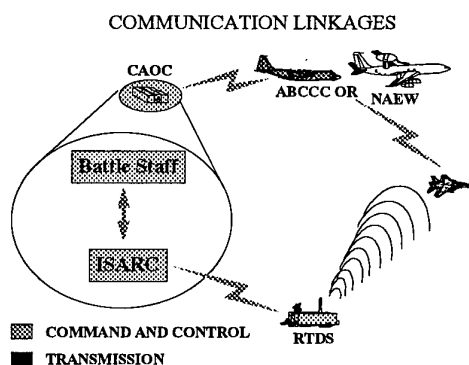 COMMUNICATION LINKAGES
CAOC
ABCCC OR
NAEW
Battle Staff
ISARC
RTDS
COMMAND AND CONTROL
TRANSMISSION